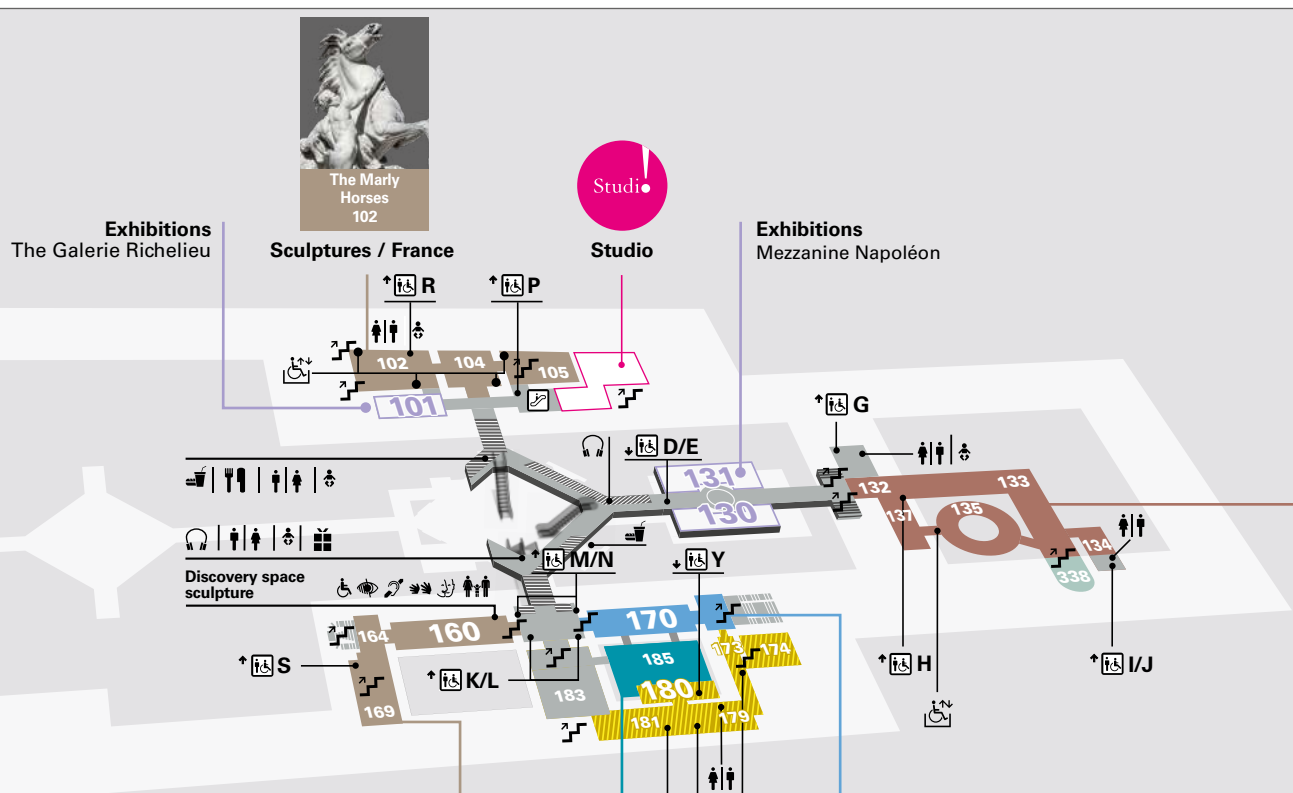 The Marly
Horses
102
Studio
Exhibitions
The Galerie Richelieu
Sculptures / France
Studio
Exhibitions
Mezzanine Napoléon
R
P
102
104
105
101
G
D/E
131
130
132
133
137
135
134
338
M/N
Y
Discovery space
sculpture
164
160
170
173
174
185
180
S
K/L
183
169
181
179
H
I/J